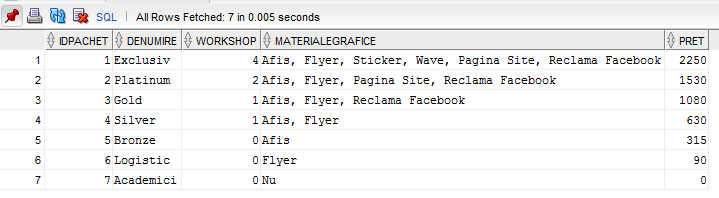 SQL | All Rows Fetched: 7 in 0.005 seconds
IDPACHET DENUMIRE WORKSHOP MATERIALEGRAFICE PRET
1 1 Exclusiv 4 Afis, Flyer, Sticker, Wave, Pagina Site, Reclama Facebook 2250
2 2 Platinum 2 Afis, Flyer, Pagina Site, Reclama Facebook 1530
3 3 Gold 1 Afis, Flyer, Reclama Facebook 1080
4 4 Silver 1 Afis, Flyer 630
5 5 Bronze 0 Afis 315
6 6 Logistic 0 Flyer 90
7 7 Academici 0 Nu 0